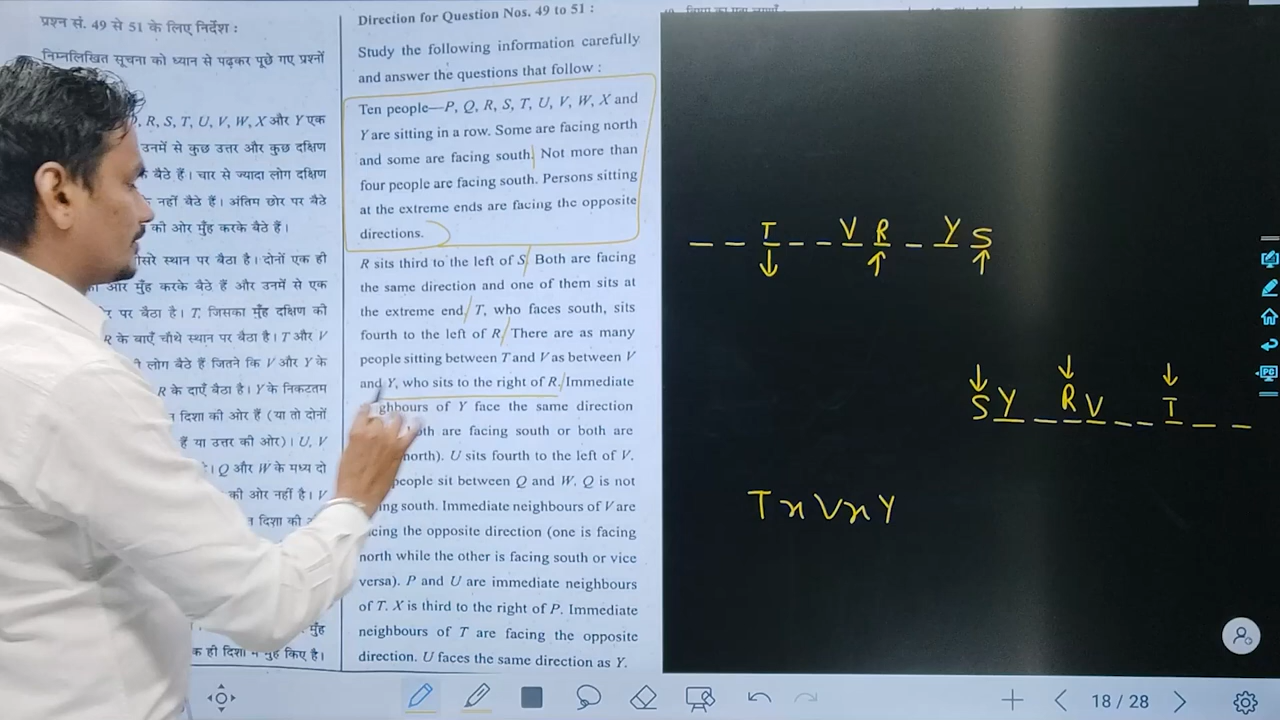 प्रश्न सं. 49 से 51 के लिए निर्देश :
निम्नलिखित सूचना को ध्यान से पढ़कर पूछे गए प्रश्नों
R, S, T, U, V, W, X और Y एक
उनमें से कुछ उत्तर और कुछ दक्षिण
बैठे हैं। चार से ज्यादा लोग दक्षिण
नहीं बैठे हैं। अंतिम छोर पर बैठे
की ओर मुँह करके बैठे हैं।
स्थान पर बैठा है। दोनों एक ही
ओर मुँह करके बैठे हैं और उनमें से एक
पर बैठा है। T, जिसका मुँह दक्षिण की
R के बाएँ चौथे स्थान पर बैठा है। T और V
लोग बैठे हैं जितने कि V और Y के
R के दाएँ बैठा है। Y के निकटतम
दिशा की ओर हैं (या तो दोनों
हैं या उत्तर की ओर)। U, V
Q और W के मध्य दो
की ओर नहीं है। V
दिशा की
मुँह
एक ही दिशा में मुँह किए है।
Direction for Question Nos. 49 to 51 :
Study the following information carefully
and answer the questions that follow :
Ten people—P, Q, R, S, T, U, V, W, X and
Y are sitting in a row. Some are facing north
and some are facing south. Not more than
four people are facing south. Persons sitting
at the extreme ends are facing the opposite
directions.
R sits third to the left of S. Both are facing
the same direction and one of them sits at
the extreme end. T, who faces south, sits
fourth to the left of R. There are as many
people sitting between T and V as between V
and Y, who sits to the right of R. Immediate
of Y face the same direction
are facing south or both are
north). U sits fourth to the left of V.
people sit between Q and W. Q is not
south. Immediate neighbours of V are
the opposite direction (one is facing
north while the other is facing south or vice
versa). P and U are immediate neighbours
of T. X is third to the right of P. Immediate
neighbours of T are facing the opposite
direction. U faces the same direction as Y.
T V R Y S
S Y R V T
T x V x Y
18 / 28